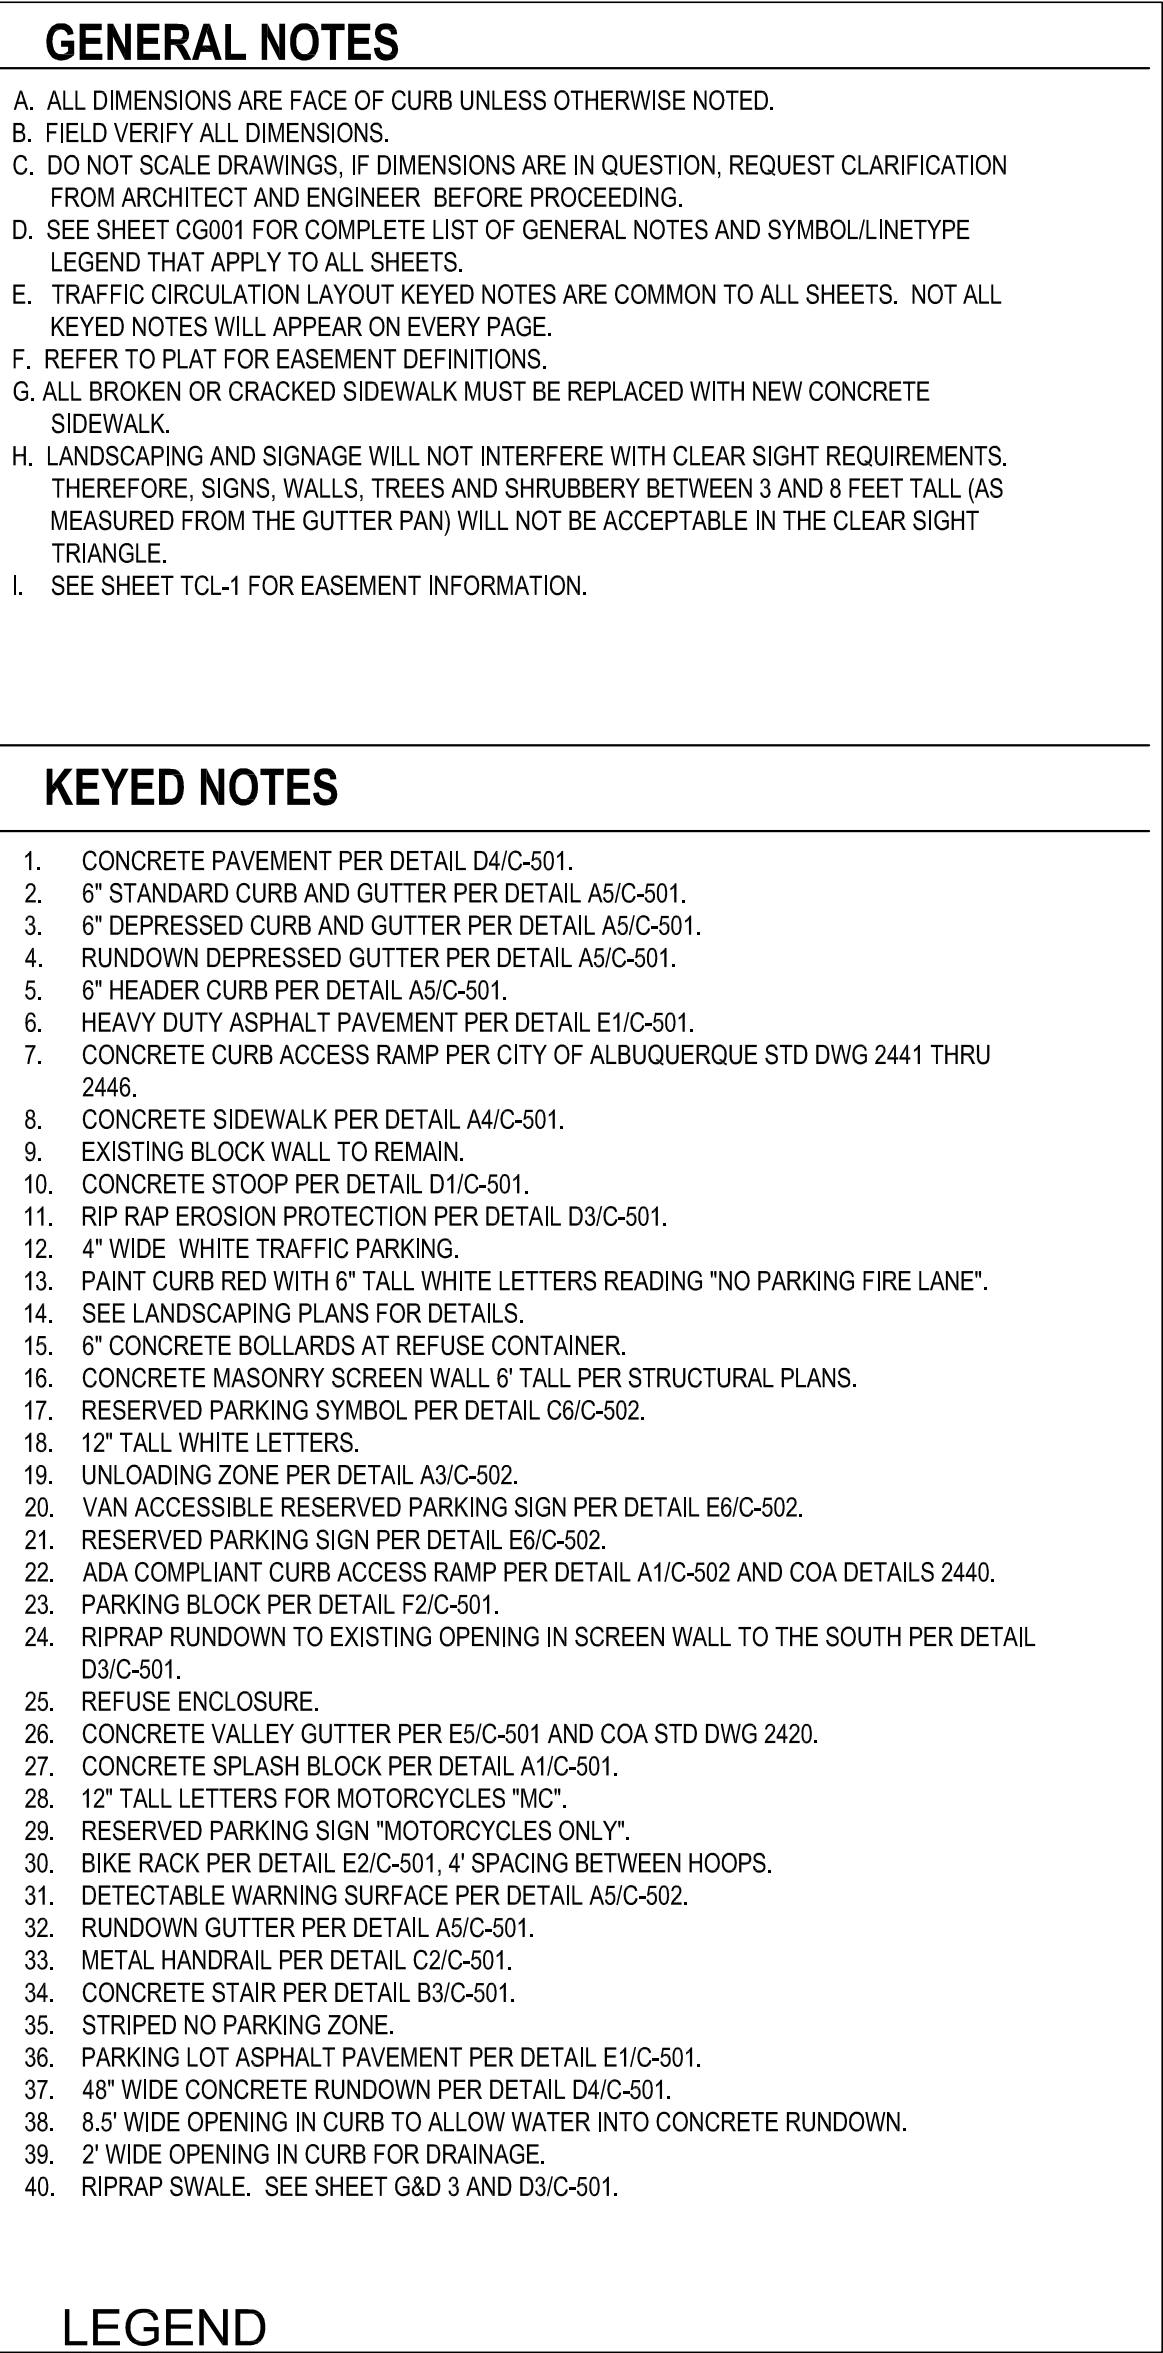 GENERAL NOTES
A. ALL DIMENSIONS ARE FACE OF CURB UNLESS OTHERWISE NOTED.
B. FIELD VERIFY ALL DIMENSIONS.
C. DO NOT SCALE DRAWINGS, IF DIMENSIONS ARE IN QUESTION, REQUEST CLARIFICATION
FROM ARCHITECT AND ENGINEER BEFORE PROCEEDING.
D. SEE SHEET CG001 FOR COMPLETE LIST OF GENERAL NOTES AND SYMBOL/LINETYPE
LEGEND THAT APPLY TO ALL SHEETS.
E. TRAFFIC CIRCULATION LAYOUT KEYED NOTES ARE COMMON TO ALL SHEETS. NOT ALL
KEYED NOTES WILL APPEAR ON EVERY PAGE.
F. REFER TO PLAT FOR EASEMENT DEFINITIONS.
G. ALL BROKEN OR CRACKED SIDEWALK MUST BE REPLACED WITH NEW CONCRETE
SIDEWALK.
H. LANDSCAPING AND SIGNAGE WILL NOT INTERFERE WITH CLEAR SIGHT REQUIREMENTS.
THEREFORE, SIGNS, WALLS, TREES AND SHRUBBERY BETWEEN 3 AND 8 FEET TALL (AS
MEASURED FROM THE GUTTER PAN) WILL NOT BE ACCEPTABLE IN THE CLEAR SIGHT
TRIANGLE.
I. SEE SHEET TCL-1 FOR EASEMENT INFORMATION.
KEYED NOTES
1. CONCRETE PAVEMENT PER DETAIL D4/C-501.
2. 6" STANDARD CURB AND GUTTER PER DETAIL A5/C-501.
3. 6" DEPRESSED CURB AND GUTTER PER DETAIL A5/C-501.
4. RUNDOWN DEPRESSED GUTTER PER DETAIL A5/C-501.
5. 6" HEADER CURB PER DETAIL A5/C-501.
6. HEAVY DUTY ASPHALT PAVEMENT PER DETAIL E1/C-501.
7. CONCRETE CURB ACCESS RAMP PER CITY OF ALBUQUERQUE STD DWG 2441 THRU
2446.
8. CONCRETE SIDEWALK PER DETAIL A4/C-501.
9. EXISTING BLOCK WALL TO REMAIN.
10. CONCRETE STOOP PER DETAIL D1/C-501.
11. RIP RAP EROSION PROTECTION PER DETAIL D3/C-501.
12. 4" WIDE WHITE TRAFFIC PARKING.
13. PAINT CURB RED WITH 6" TALL WHITE LETTERS READING "NO PARKING FIRE LANE".
14. SEE LANDSCAPING PLANS FOR DETAILS.
15. 6" CONCRETE BOLLARDS AT REFUSE CONTAINER.
16. CONCRETE MASONRY SCREEN WALL 6' TALL PER STRUCTURAL PLANS.
17. RESERVED PARKING SYMBOL PER DETAIL C6/C-502.
18. 12" TALL WHITE LETTERS.
19. UNLOADING ZONE PER DETAIL A3/C-502.
20. VAN ACCESSIBLE RESERVED PARKING SIGN PER DETAIL E6/C-502.
21. RESERVED PARKING SIGN PER DETAIL E6/C-502.
22. ADA COMPLIANT CURB ACCESS RAMP PER DETAIL A1/C-502 AND COA DETAILS 2440.
23. PARKING BLOCK PER DETAIL F2/C-501.
24. RIPRAP RUNDOWN TO EXISTING OPENING IN SCREEN WALL TO THE SOUTH PER DETAIL
D3/C-501.
25. REFUSE ENCLOSURE.
26. CONCRETE VALLEY GUTTER PER E5/C-501 AND COA STD DWG 2420.
27. CONCRETE SPLASH BLOCK PER DETAIL A1/C-501.
28. 12" TALL LETTERS FOR MOTORCYCLES "MC".
29. RESERVED PARKING SIGN "MOTORCYCLES ONLY".
30. BIKE RACK PER DETAIL E2/C-501, 4' SPACING BETWEEN HOOPS.
31. DETECTABLE WARNING SURFACE PER DETAIL A5/C-502.
32. RUNDOWN GUTTER PER DETAIL A5/C-501.
33. METAL HANDRAIL PER DETAIL C2/C-501.
34. CONCRETE STAIR PER DETAIL B3/C-501.
35. STRIPED NO PARKING ZONE.
36. PARKING LOT ASPHALT PAVEMENT PER DETAIL E1/C-501.
37. 48" WIDE CONCRETE RUNDOWN PER DETAIL D4/C-501.
38. 8.5' WIDE OPENING IN CURB TO ALLOW WATER INTO CONCRETE RUNDOWN.
39. 2' WIDE OPENING IN CURB FOR DRAINAGE.
40. RIPRAP SWALE. SEE SHEET G&D 3 AND D3/C-501.
LEGEND